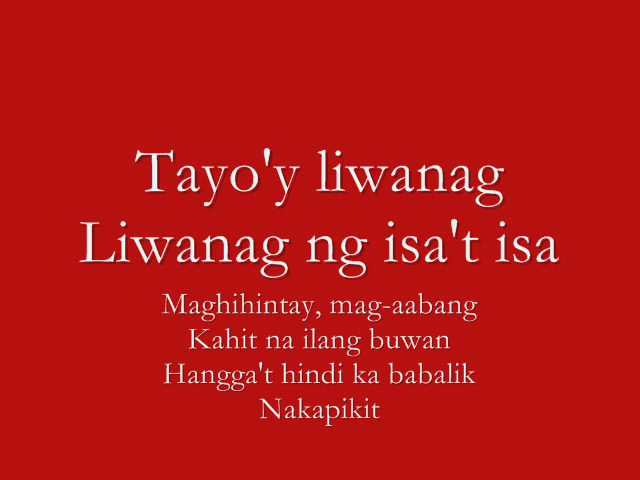 Tayo'y liwanag
Liwanag ng isa't isa
Maghihintay, mag-aabang
Kahit na ilang buwan
Hangga't hindi ka babalik
Nakapikit